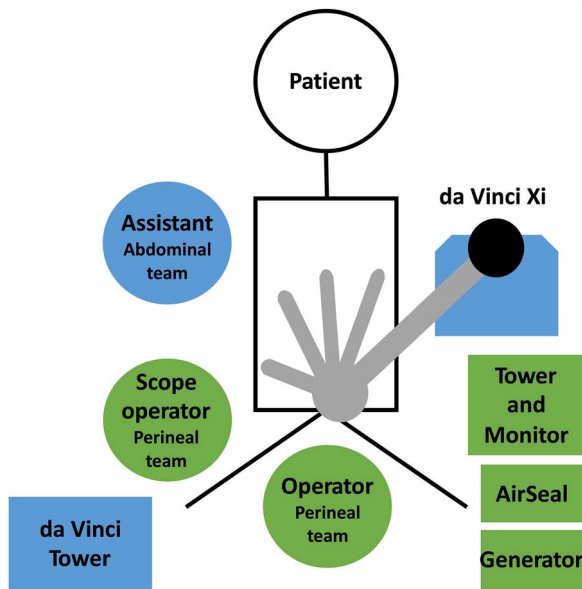 Patient
da Vinci Xi
Assistant
Abdominal
team
Scope
operator
Perineal
team
Tower
and
Monitor
Operator
Perineal
team
AirSeal
da Vinci
Tower
Generator